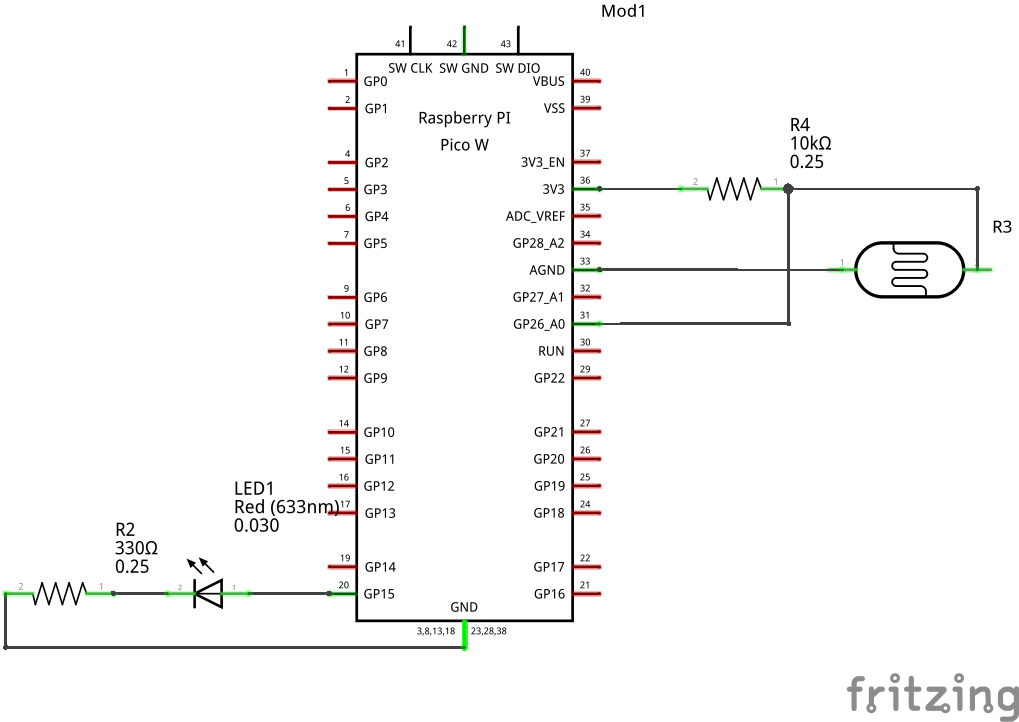 Mod1
41 42 43
SW CLK SW GND SW DIO
1 GP0 VBUS 40
2 GP1 VSS 39
Raspberry PI
Pico W
4 GP2 3V3_EN 37
5 GP3 3V3 36
6 GP4 ADC_VREF 35
7 GP5 GP28_A2 34
AGND 33
9 GP6 GP27_A1 32
10 GP7 GP26_A0 31
11 GP8 RUN 30
12 GP9 GP22 29
14 GP10 GP21 27
15 GP11 GP20 26
16 GP12 GP19 25
17 GP13 GP18 24
19 GP14 GP17 22
20 GP15 GP16 21
GND
3,8,13,18 23,28,38
R4
10kΩ
0.25
2 1
R3
1
LED1
Red (633nm)
0.030
2 1
R2
330Ω
0.25
2 1
fritzing